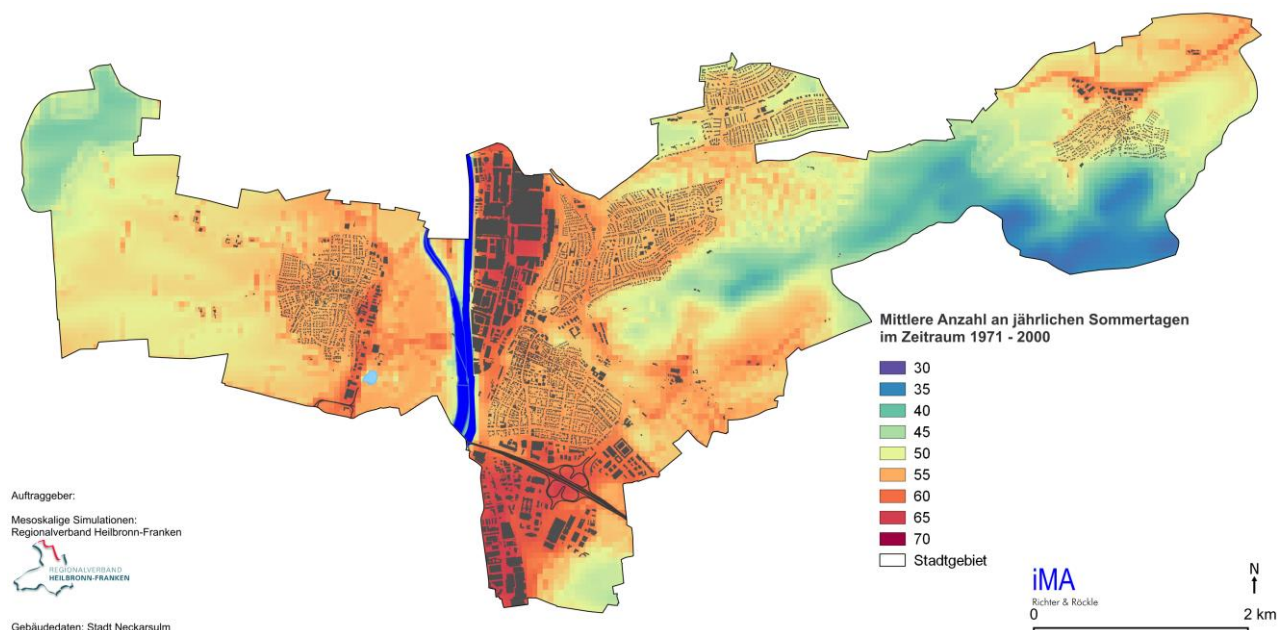 Mittlere Anzahl an jährlichen Sommertagen
im Zeitraum 1971 - 2000
30
35
40
45
50
55
60
65
70
Stadtgebiet
Auftraggeber:
Mesoskalige Simulationen:
Regionalverband Heilbronn-Franken
REGIONALVERBAND
HEILBRONN-FRANKEN
Gebäudedaten: Stadt Neckarsulm
iMA
Richter & Röckle
N
0 2 km